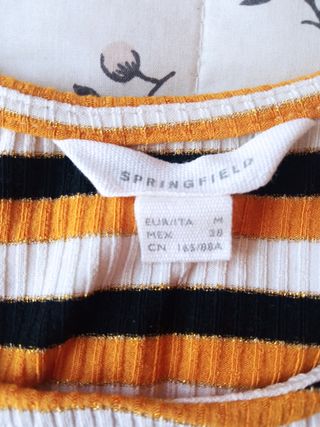 SPRINGFIELD
EUR/ITA M
MEX 28
CN 165/88A